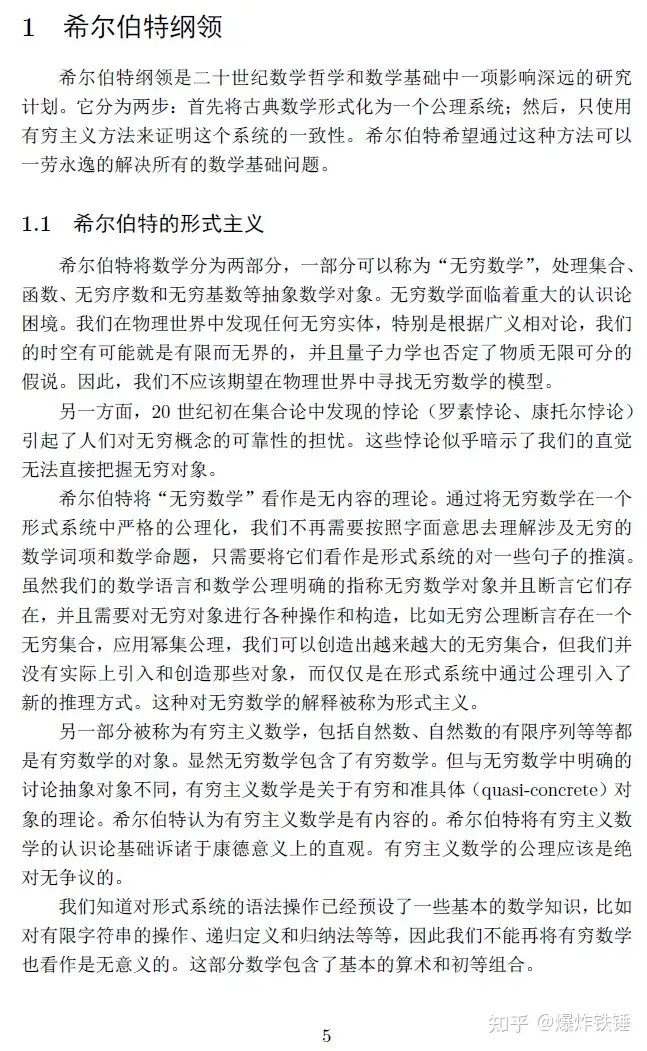 1 希尔伯特纲领
希尔伯特纲领是二十世纪数学哲学和数学基础中一项影响深远的研究
计划。它分为两步：首先将古典数学形式化为一个公理系统；然后，只使用
有穷主义方法来证明这个系统的一致性。希尔伯特希望通过这种方法可以
一劳永逸的解决所有的数学基础问题。
1.1 希尔伯特的形式主义
希尔伯特将数学分为两部分，一部分可以称为“无穷数学”，处理集合、
函数、无穷序数和无穷基数等抽象数学对象。无穷数学面临着重大的认识论
困境。我们在物理世界中发现任何无穷实体，特别是根据广义相对论，我们
的时空有可能就是有限而无界的，并且量子力学也否定了物质无限可分的
假说。因此，我们不应该期望在物理世界中寻找无穷数学的模型。
另一方面，20 世纪初在集合论中发现的悖论（罗素悖论、康托尔悖论）
引起了人们对无穷概念的可靠性的担忧。这些悖论似乎暗示了我们的直觉
无法直接把握无穷对象。
希尔伯特将“无穷数学”看作是无内容的理论。通过将无穷数学在一个
形式系统中严格的公理化，我们不再需要按照字面意思去理解涉及无穷的
数学词项和数学命题，只需要将它们看作是形式系统的对一些句子的推演。
虽然我们的数学语言和数学公理明确的指称无穷数学对象并且断言它们存
在，并且需要对无穷对象进行各种操作和构造，比如无穷公理断言存在一个
无穷集合，应用幂集公理，我们可以创造出越来越大的无穷集合，但我们并
没有实际上引入和创造那些对象，而仅仅是在形式系统中通过公理引入了
新的推理方式。这种对无穷数学的解释被称为形式主义。
另一部分被称为有穷主义数学，包括自然数、自然数的有限序列等等都
是有穷数学的对象。显然无穷数学包含了有穷数学。但与无穷数学中明确的
讨论抽象对象不同，有穷主义数学是关于有穷和准具体（quasi-concrete）对
象的理论。希尔伯特认为有穷主义数学是有内容的。希尔伯特将有穷主义数
学的认识论基础诉诸于康德意义上的直观。有穷主义数学的公理应该是绝
对无争议的。
我们知道对形式系统的语法操作已经预设了一些基本的数学知识，比如
对有限字符串的操作、递归定义和归纳法等等，因此我们不能再将有穷数学
也看作是无意义的。这部分数学包含了基本的算术和初等组合。
知乎 @爆炸铁锤
5